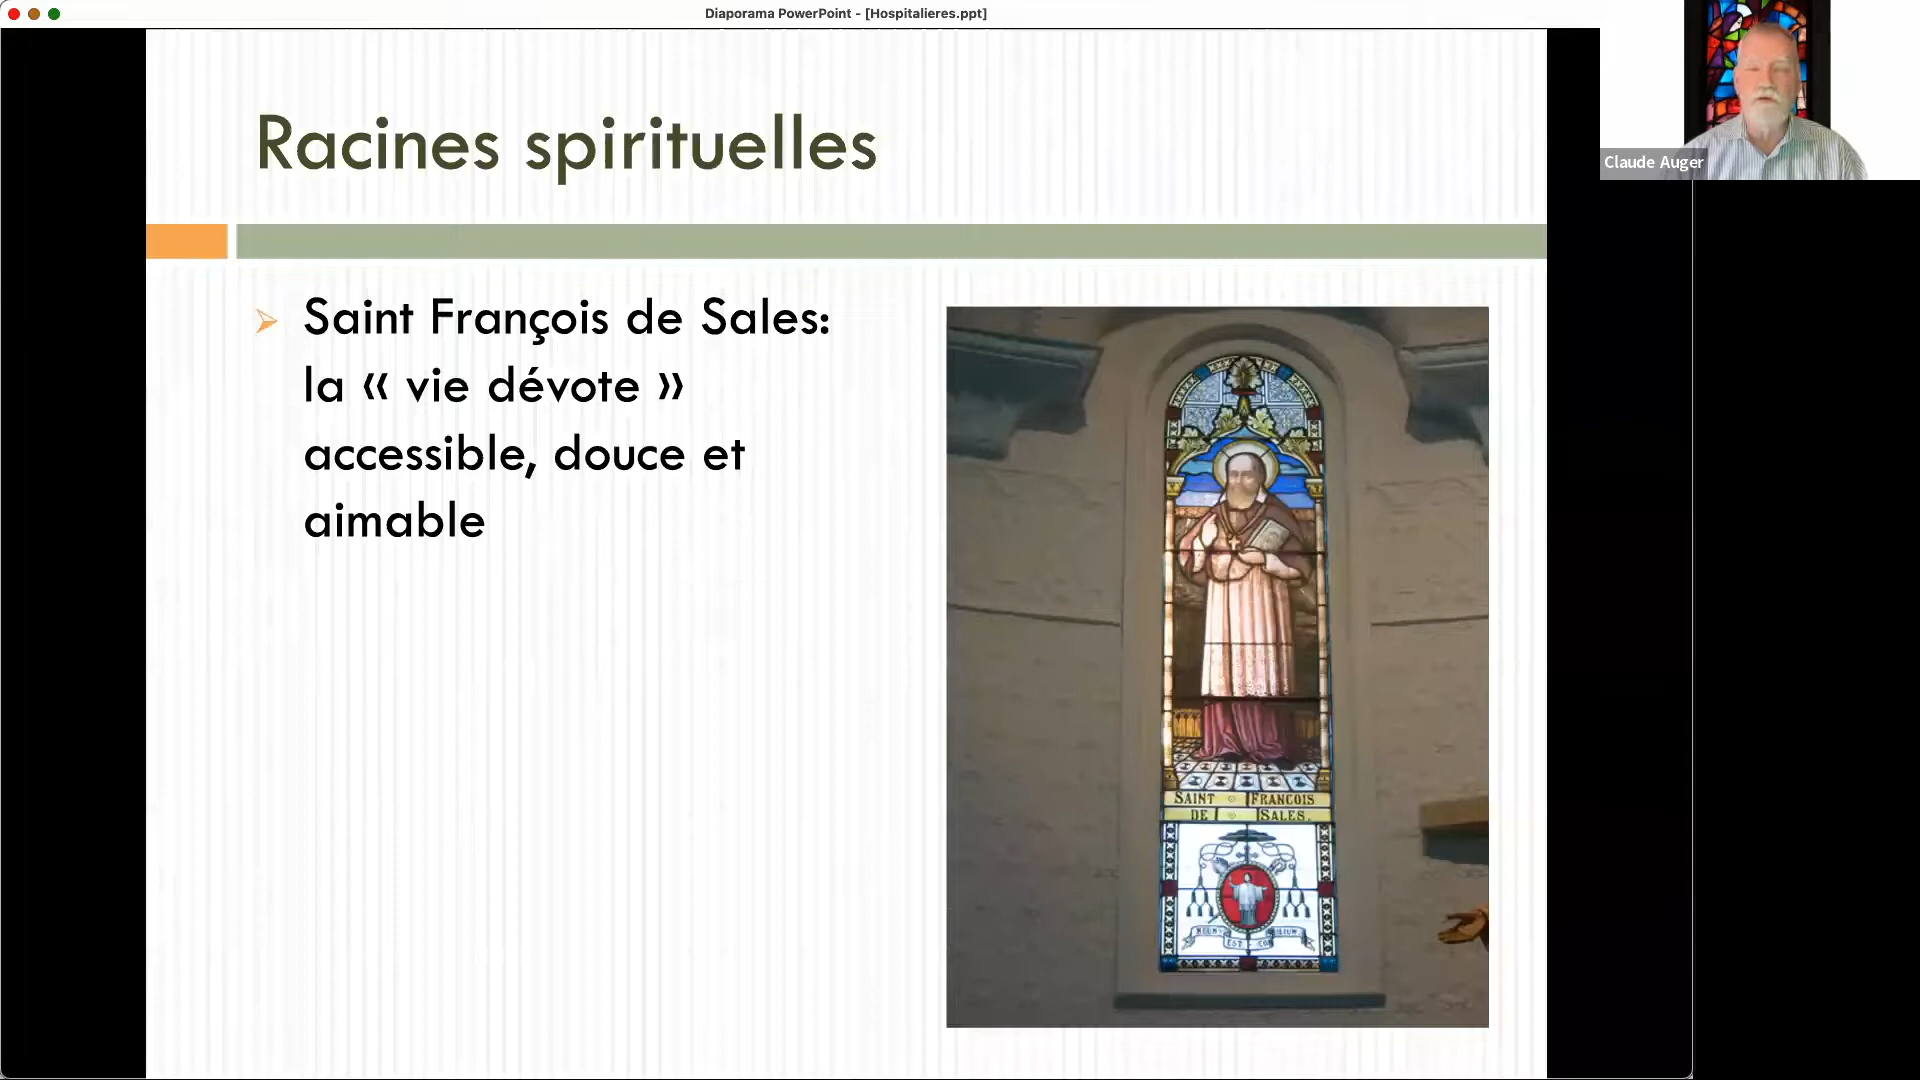 Diaporama PowerPoint - [Hospitalieres.ppt]
Claude Auger
Racines spirituelles
Saint François de Sales:
la « vie dévote »
accessible, douce et
aimable
SAINT FRANCOIS
DE SALES.
EST